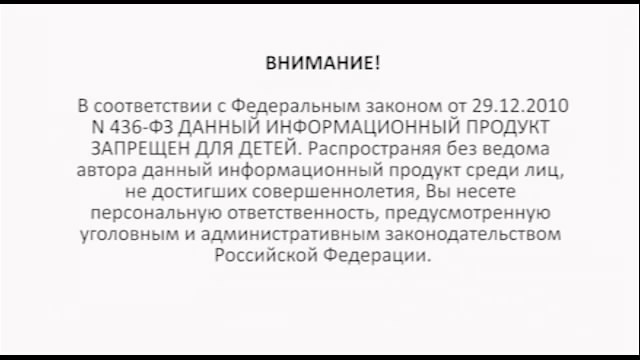 ВНИМАНИЕ!
В соответствии с Федеральным законом от 29.12.2010
N 436-ФЗ ДАННЫЙ ИНФОРМАЦИОННЫЙ ПРОДУКТ
ЗАПРЕЩЕН ДЛЯ ДЕТЕЙ. Распространяя без ведома
автора данный информационный продукт среди лиц,
не достигших совершеннолетия, Вы несете
персональную ответственность, предусмотренную
уголовным и административным законодательством
Российской Федерации.